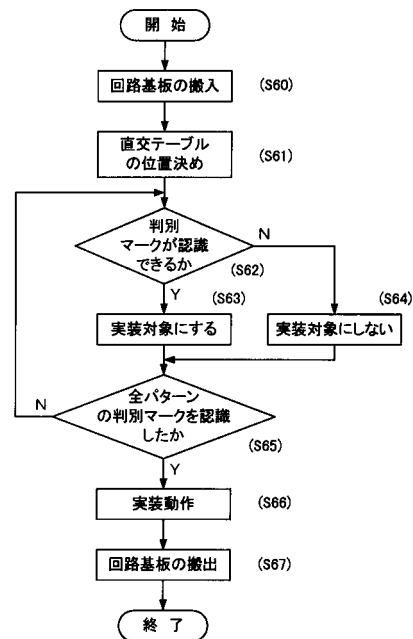 開 始
回路基板の搬入
(S60)
直交テーブル
の位置決め
(S61)
判別
マークが認識
できるか
N
(S62)
Y
(S63)
(S64)
実装対象にする
実装対象にしない
N
全パターン
の判別マークを認識
したか
(S65)
Y
実装動作
(S66)
回路基板の搬出
(S67)
終 了